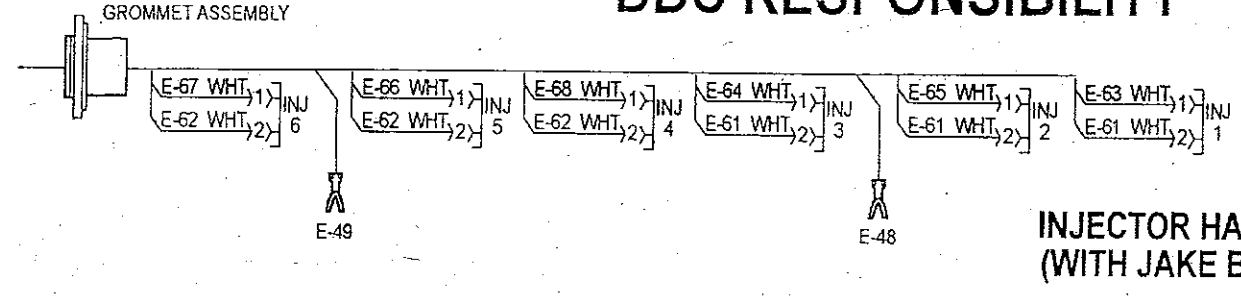 DDC RESPONSIBILITY
GROMMET ASSEMBLY
E-67 WHT 1 E-66 WHT 1 E-68 WHT 1 E-64 WHT 1 E-65 WHT 1 E-63 WHT 1
INJ INJ INJ INJ INJ INJ
E-62 WHT 2 6 E-62 WHT 2 5 E-62 WHT 2 4 E-61 WHT 2 3 E-61 WHT 2 2 E-61 WHT 2 1
E-49 E-48
INJECTOR HA
(WITH JAKE B